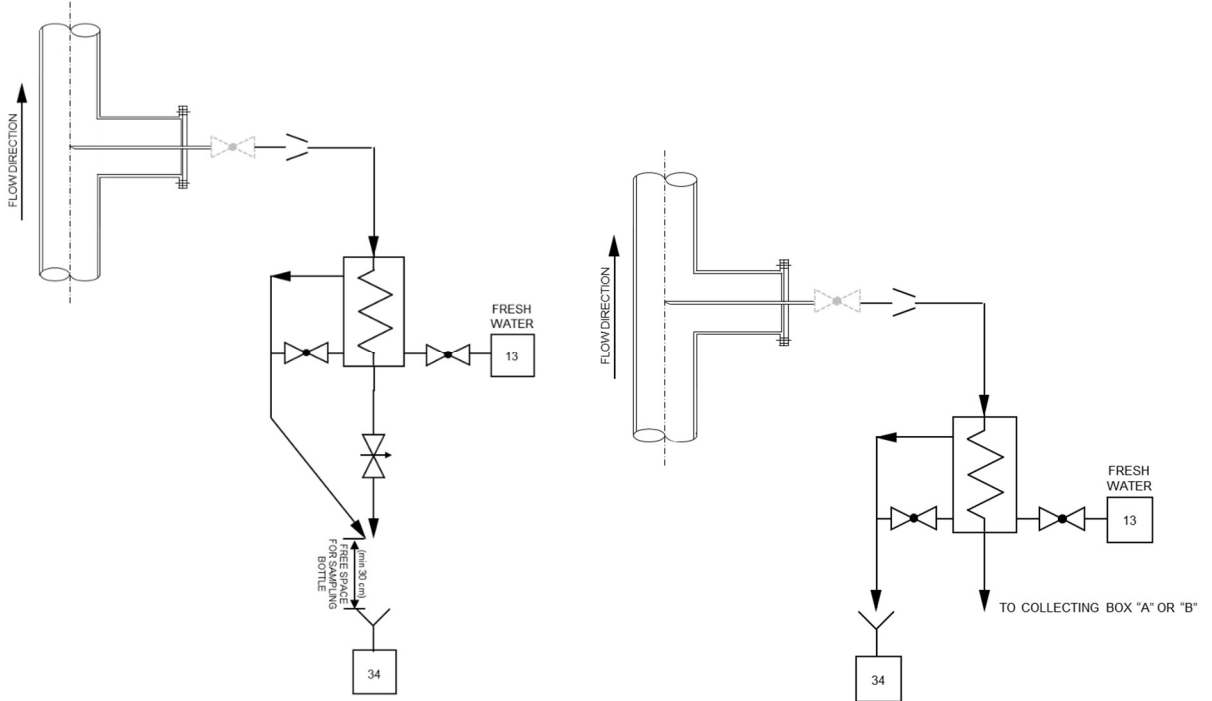 FLOW DIRECTION
FRESH
WATER
13
(min 30 cm)
FREE SPACE
FOR SAMPLING
BOTTLE
34
FLOW DIRECTION
FRESH
WATER
13
TO COLLECTING BOX “A” OR “B”
34